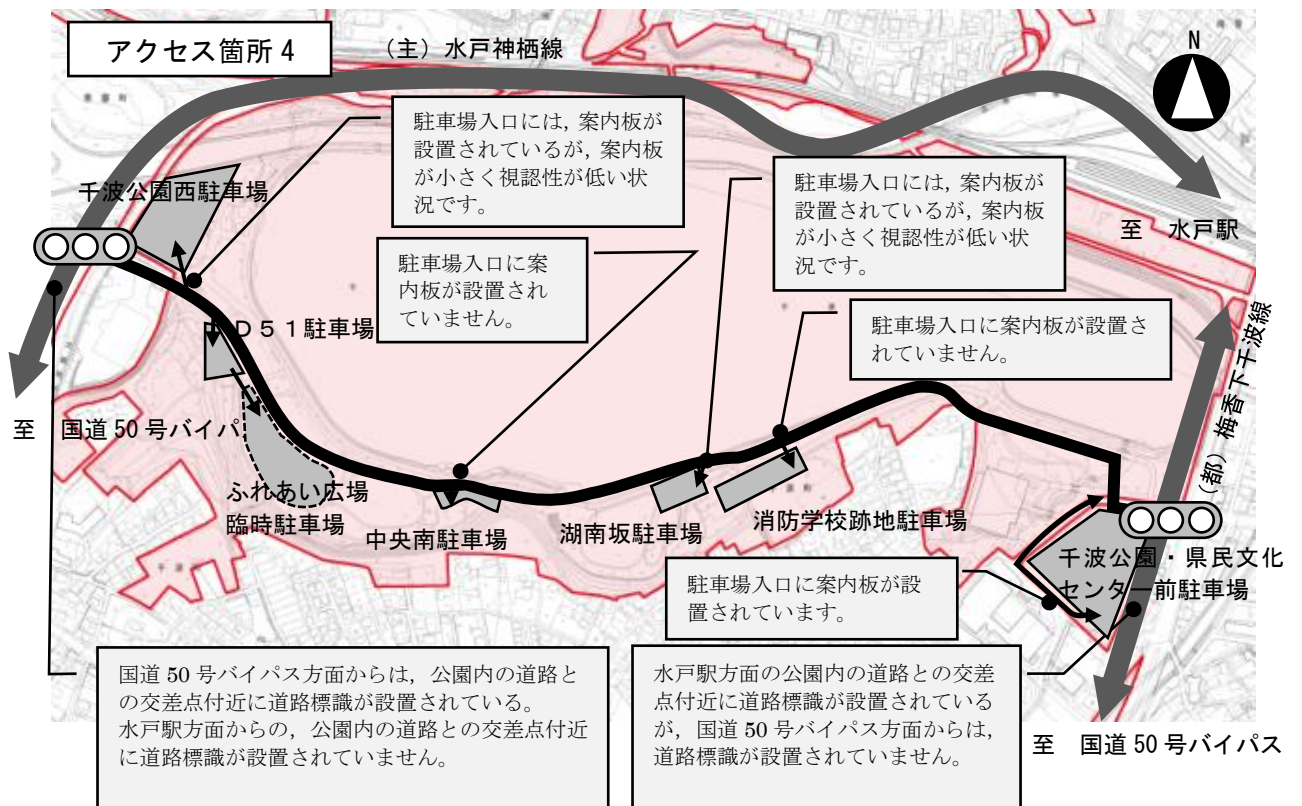 アクセス箇所 4
（主）水戸神栖線
N
駐車場入口には，案内板が
設置されているが，案内板
が小さく視認性が低い状
況です。
駐車場入口には，案内板が
設置されているが，案内板
が小さく視認性が低い状
況です。
千波公園西駐車場
至　水戸駅
駐車場入口に案
内板が設置され
ていません。
駐車場入口に案内板が設置さ
れていません。
Ｄ５１駐車場
（都）梅香下千波線
至　国道 50 号バイパ
ふれあい広場
臨時駐車場
中央南駐車場
湖南坂駐車場
消防学校跡地駐車場
千波公園・県民文化
センター前駐車場
駐車場入口に案内板が設
置されています。
国道 50 号バイパス方面からは，公園内の道路と
の交差点付近に道路標識が設置されている。
水戸駅方面からの，公園内の道路との交差点付近
に道路標識が設置されていません。
水戸駅方面の公園内の道路との交差
点付近に道路標識が設置されている
が，国道 50 号バイパス方面からは，
道路標識が設置されていません。
至　国道 50 号バイパス